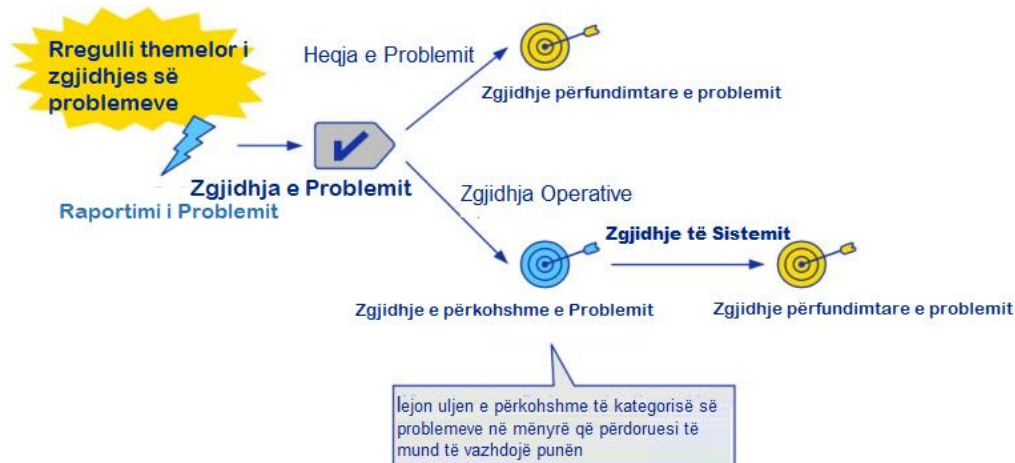 Rregulli themelor i
zgjidhjes së
problemeve
Heqja e Problemit
Zgjidhje përfundimtare e problemit
Zgjidhja e Problemit
Raportimi i Problemit
Zgjidhja Operative
Zgjidhje të Sistemit
Zgjidhje e përkohshme e Problemit
Zgjidhje përfundimtare e problemit
lejon uljen e përkohshme të kategorisë së
problemeve në mënyrë që përdoruesi të
mund të vazhdojë punën